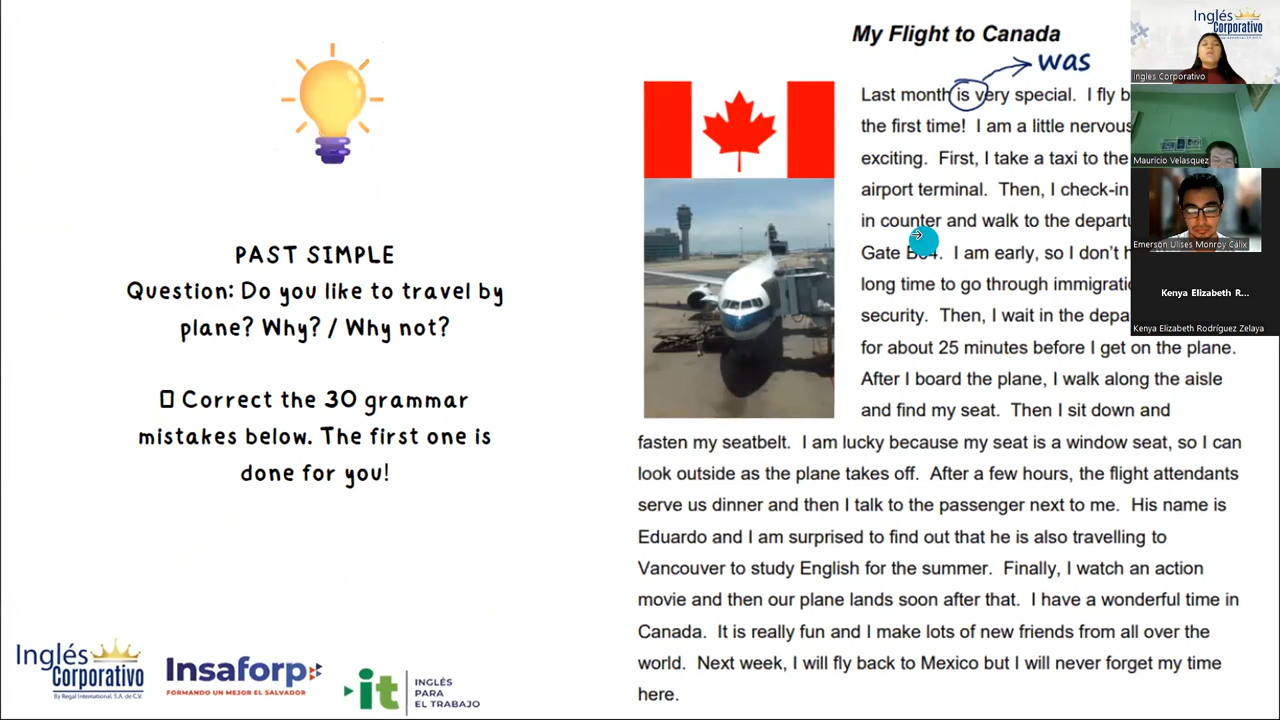 My Flight to Canada
was
Last month is very special. I fly
the first time! I am a little nervous
exciting. First, I take a taxi to the
airport terminal. Then, I check-in
in counter and walk to the
Gate
I am early, so I don't
long time to go through
security. Then, I wait in the
for about 25 minutes before I get on the plane.
After I board the plane, I walk along the aisle
and find my seat. Then I sit down and
fasten my seatbelt. I am lucky because my seat is a window seat, so I can
look outside as the plane takes off. After a few hours, the flight attendants
serve us dinner and then I talk to the passenger next to me. His name is
Eduardo and I am surprised to find out that he is also travelling to
Vancouver to study English for the summer. Finally, I watch an action
movie and then our plane lands soon after that. I have a wonderful time in
Canada. It is really fun and I make lots of new friends from all over the
world. Next week, I will fly back to Mexico but I will never forget my time
here.
PAST SIMPLE
Question: Do you like to travel by
plane? Why? / Why not?
Correct the 30 grammar
mistakes below. The first one is
done for you!
Inglés
Corporativo
By Regal International, S.A. de C.V.
Insaforp
FORMANDO UN MEJOR EL SALVADOR
it
INGLÉS
PARA
EL TRABAJO
Inglés
Corporativo
Ingles Corporativo
Mauricio Velasquez
Emerson Ulises Monroy Cálix
Kenya Elizabeth R...
Kenya Elizabeth Rodríguez Zelaya